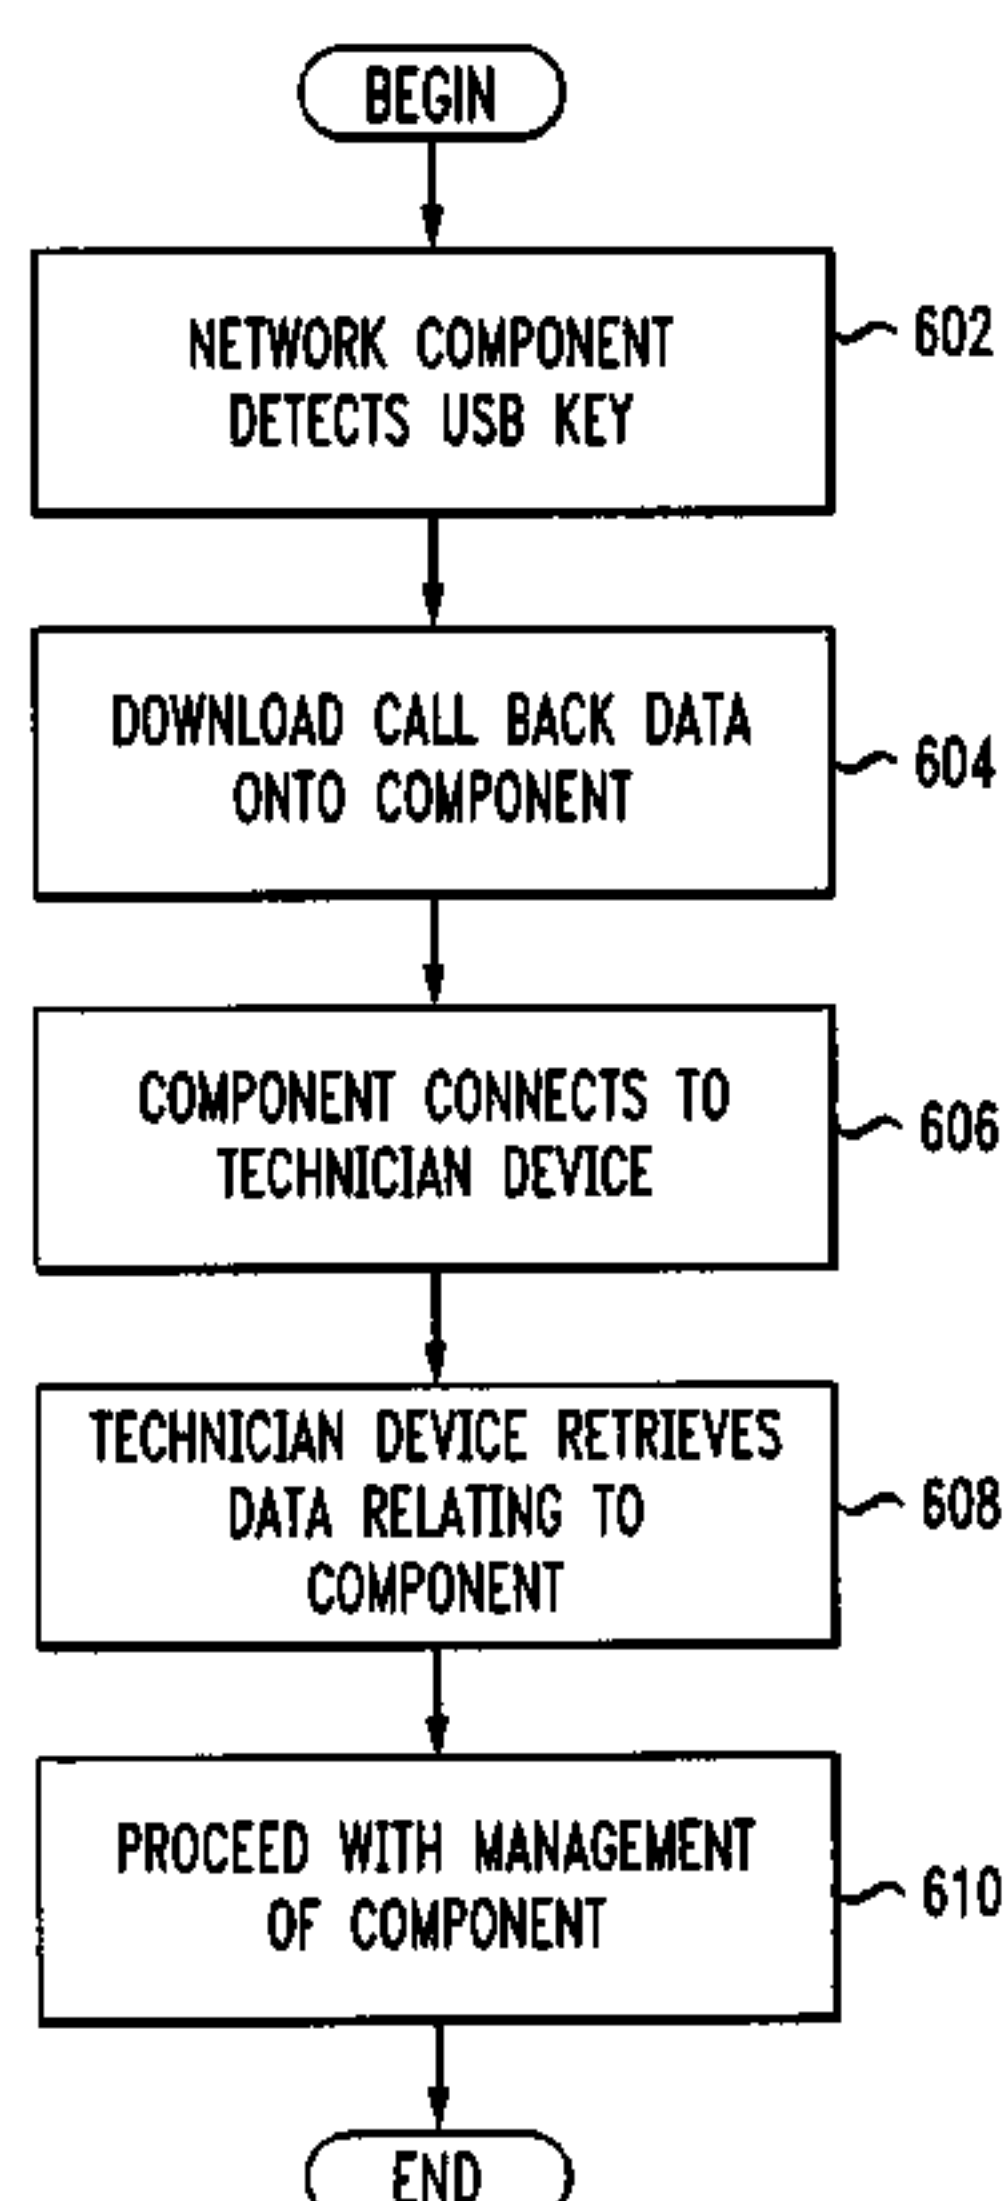 BEGIN
NETWORK COMPONENT
DETECTS USB KEY
602
DOWNLOAD CALL BACK DATA
ONTO COMPONENT
604
COMPONENT CONNECTS TO
TECHNICIAN DEVICE
606
TECHNICIAN DEVICE RETRIEVES
DATA RELATING TO
COMPONENT
608
PROCEED WITH MANAGEMENT
OF COMPONENT
610
END